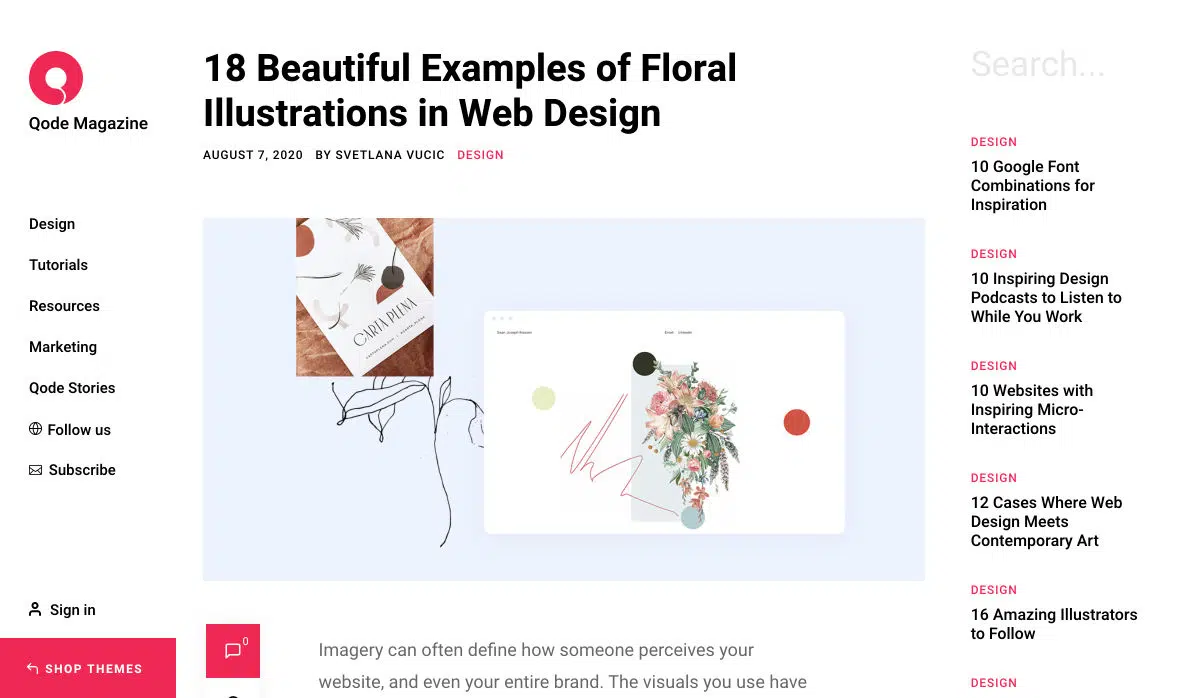 Qode Magazine
Design
Tutorials
Resources
Marketing
Qode Stories
Follow us
Subscribe
Sign in
SHOP THEMES
18 Beautiful Examples of Floral
Illustrations in Web Design
AUGUST 7, 2020 BY SVETLANA VUCIC DESIGN
CARTA PLENA
0
Imagery can often define how someone perceives your
website, and even your entire brand. The visuals you use have
Search...
DESIGN
10 Google Font
Combinations for
Inspiration
DESIGN
10 Inspiring Design
Podcasts to Listen to
While You Work
DESIGN
10 Websites with
Inspiring Micro-
Interactions
DESIGN
12 Cases Where Web
Design Meets
Contemporary Art
DESIGN
16 Amazing Illustrators
to Follow
DESIGN